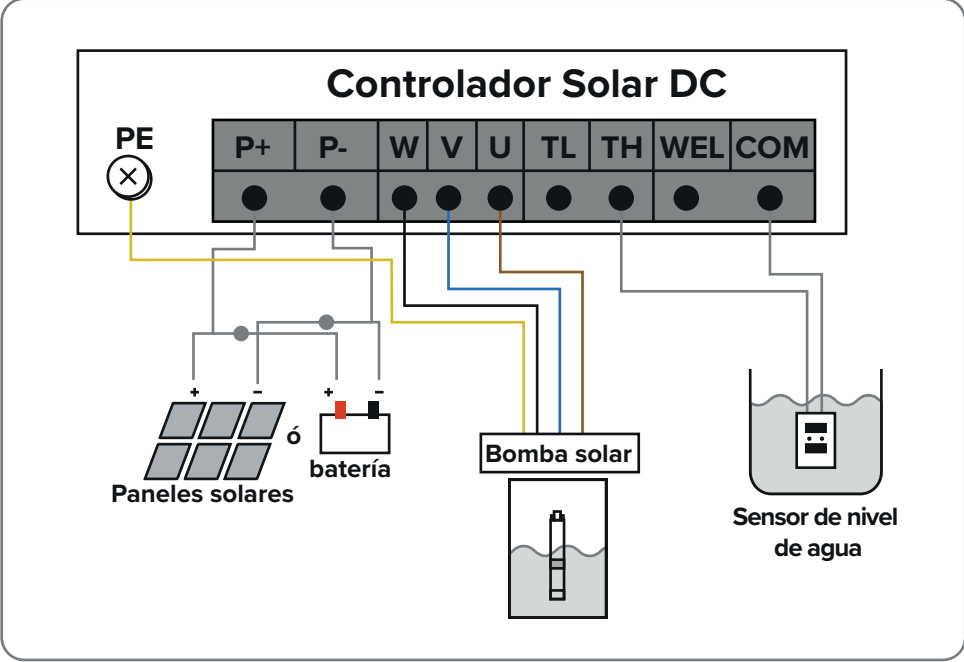 Controlador Solar DC
PE
P+ P- W V U TL TH WEL COM
+ - + -
ó
batería
Paneles solares
Bomba solar
Sensor de nivel
de agua